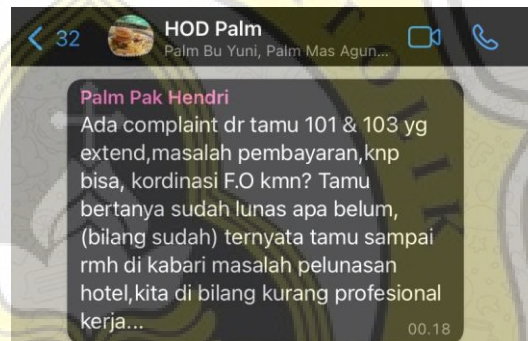 32
HOD Palm
Palm Bu Yuni, Palm Mas Agun...
Palm Pak Hendri
Ada complaint dr tamu 101 & 103 yg
extend,masalah pembayaran,knp
bisa, kordinasi F.O kmn? Tamu
bertanya sudah lunas apa belum,
(bilang sudah) ternyata tamu sampai
rmh di kabari masalah pelunasan
hotel,kita di bilang kurang profesional
kerja...
00.18